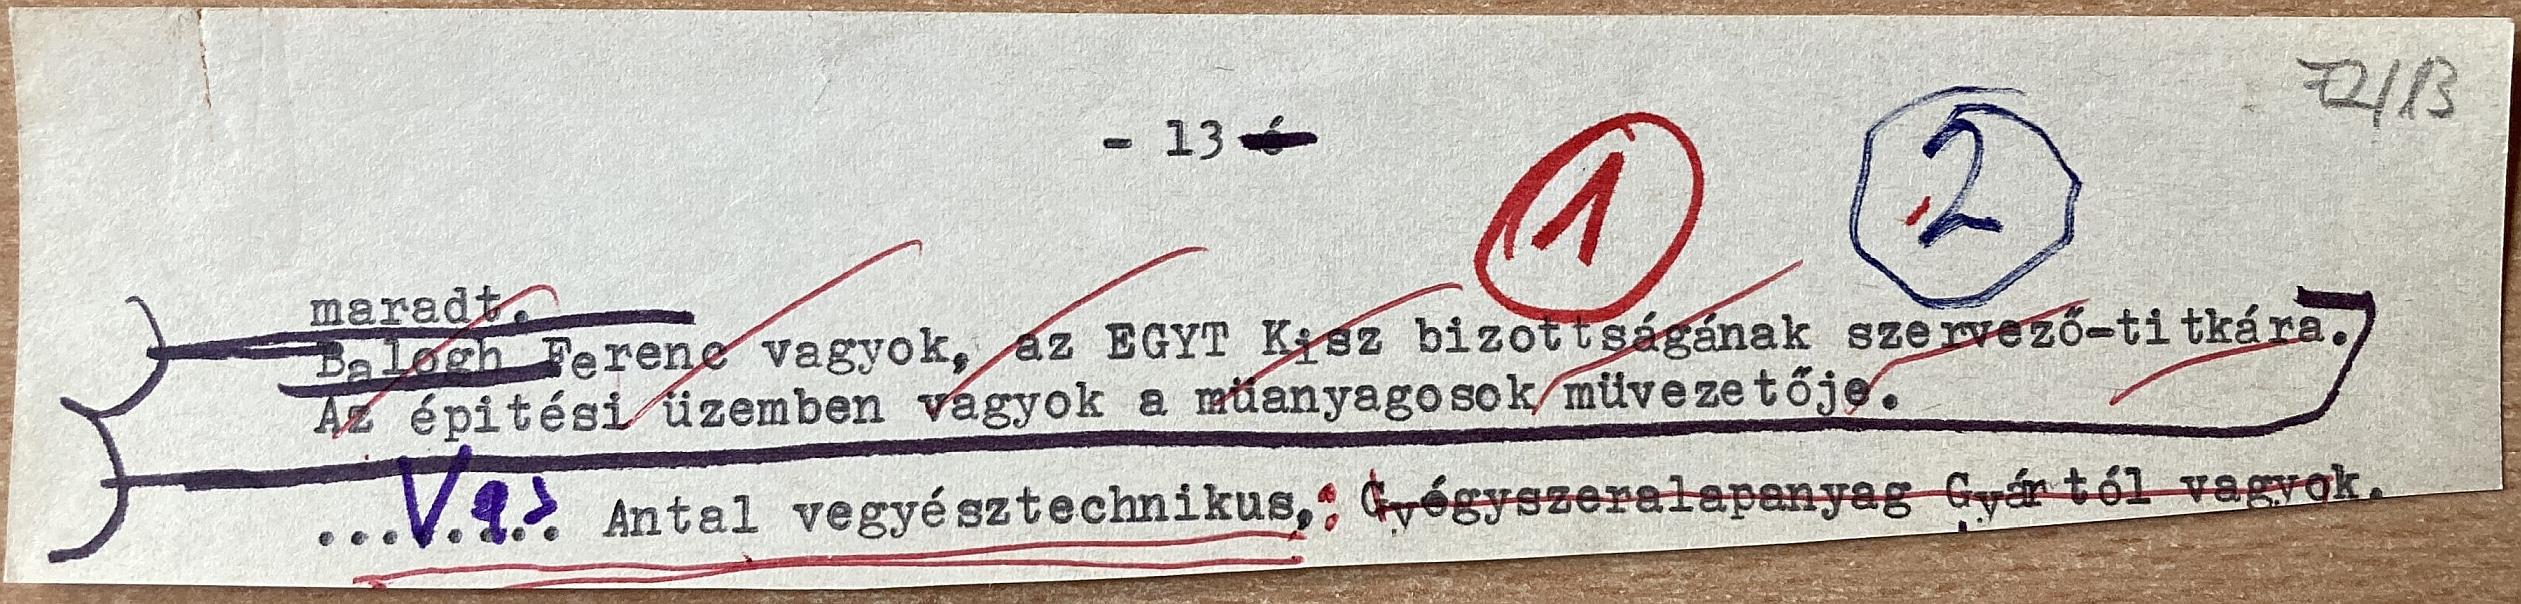 72/13
- 13 -
1
2
maradt.
Balogh Ferenc vagyok, az EGYT Kisz bizottságának szervező-titkára.
Az épitési üzemben vagyok a müanyagosok müvezetője.
...Vas... Antal vegyésztechnikus,: Gyógyszeralapanyag Gyártól vagyok.